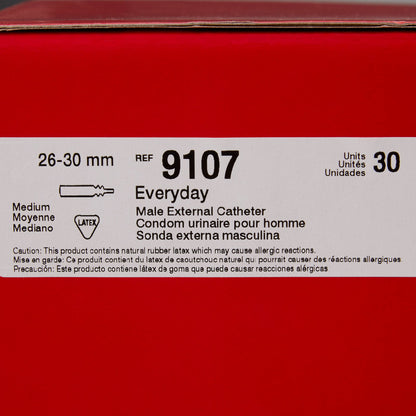 26-30 mm REF 9107 Units Unités Unidades 30
Everyday
Medium
Moyenne
Mediano
LATEX
Male External Catheter
Condom urinaire pour homme
Sonda externa masculina
Caution: This product contains natural rubber latex which may cause allergic reactions.
Mise en garde: Ce produit contient du latex de caoutchouc naturel qui pourrait causer des réactions allergiques.
Precaución: Este producto contiene látex de goma que puede causar reacciones alérgicas